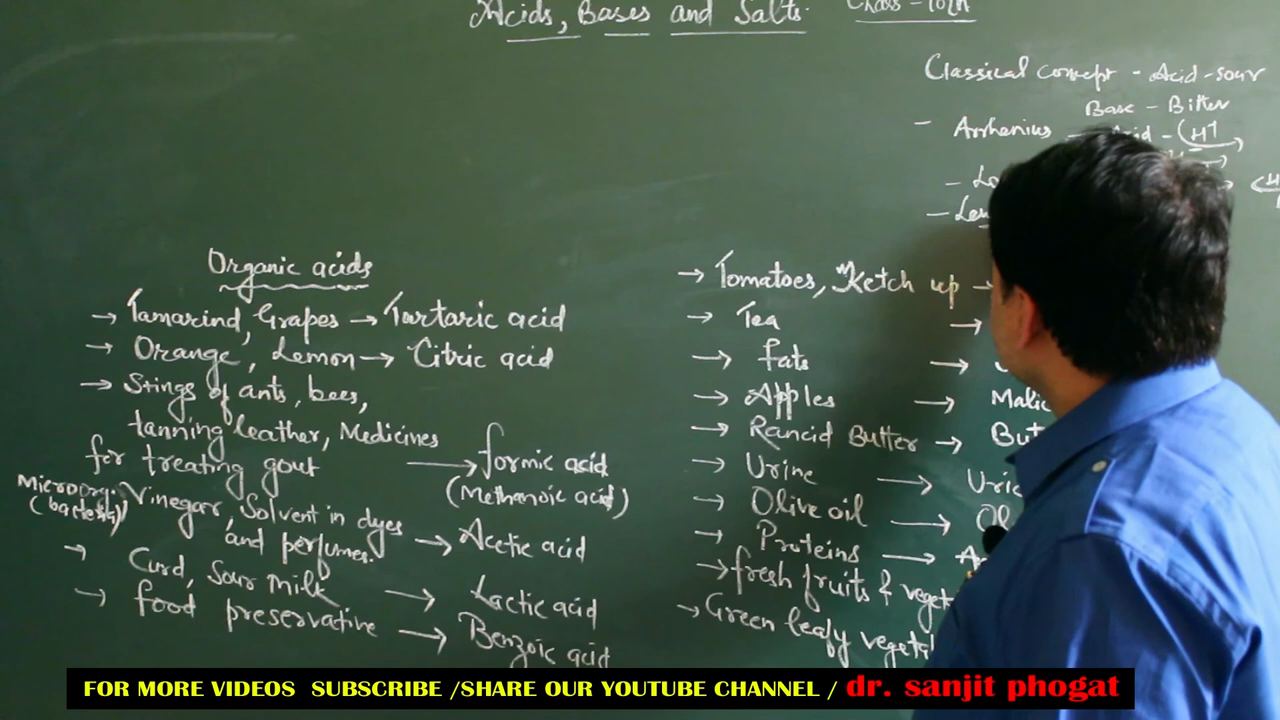 Acids, Bases and Salts. Class - 10th
Classical concept - Acid - sour
Base - Bitter
- Arrhenius - Acid - (H+
Organic acids
→ Tamarind, Grapes → Tartaric acid
→ Orange, Lemon → Citric acid
→ Stings of ants, bees,
tanning leather, Medicines
for treating gout → formic acid
(Methanoic acid)
Microorg. (bacteria) Vinegar, Solvent in dyes
and perfumes. → Acetic acid
→ Curd, Sour Milk → Lactic acid
→ food preservative → Benzoic acid
→ Tomatoes, Ketch up →
→ Tea →
→ fats →
→ Apples → Malic
→ Rancid Butter → But
→ Urine → Uric
→ Olive oil → Ol
→ Proteins →
→ fresh fruits & veget
→ Green leafy veget
FOR MORE VIDEOS SUBSCRIBE /SHARE OUR YOUTUBE CHANNEL / dr. sanjit phogat